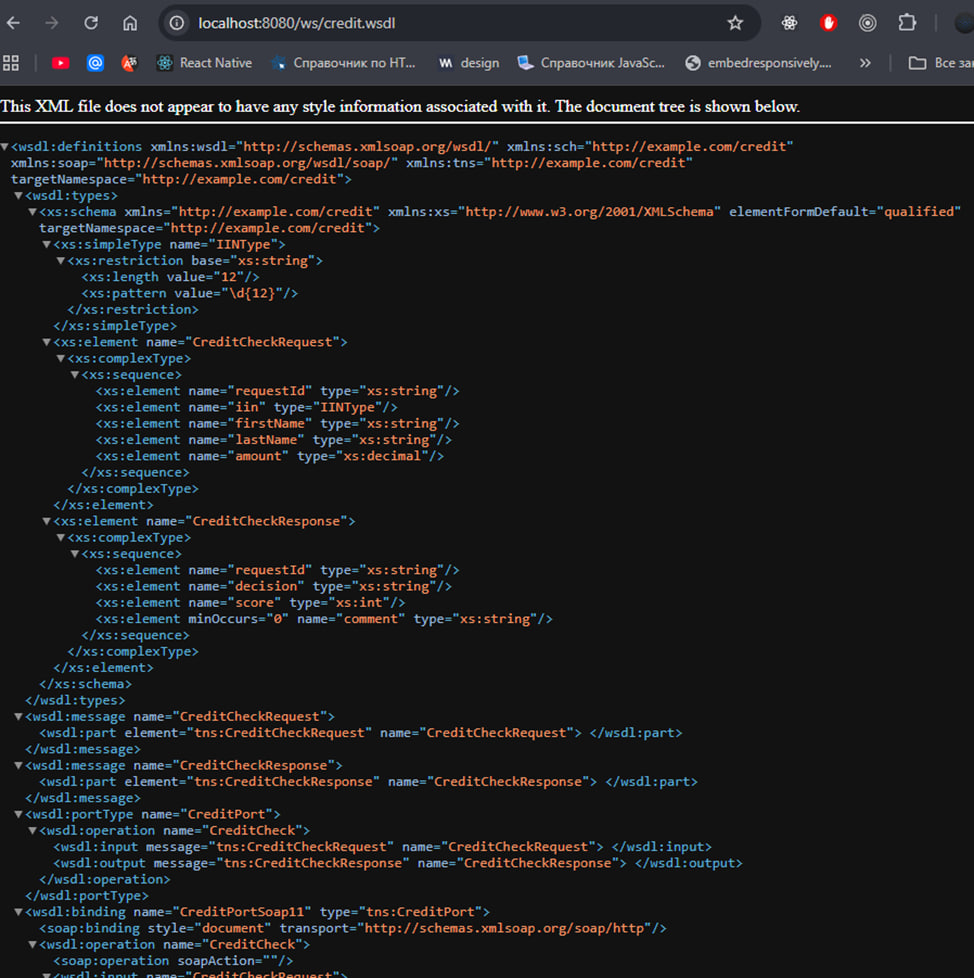 localhost:8080/ws/credit.wsdl
React Native Справочник по HT... W design Справочник JavaSc... embedresponsively.... » Все за
This XML file does not appear to have any style information associated with it. The document tree is shown below.
▼<wsdl:definitions xmlns:wsdl="http://schemas.xmlsoap.org/wsdl/" xmlns:sch="http://example.com/credit"
xmlns:soap="http://schemas.xmlsoap.org/wsdl/soap/" xmlns:tns="http://example.com/credit"
targetNamespace="http://example.com/credit">
▼<wsdl:types>
▼<xs:schema xmlns="http://example.com/credit" xmlns:xs="http://www.w3.org/2001/XMLSchema" elementFormDefault="qualified"
targetNamespace="http://example.com/credit">
▼<xs:simpleType name="IINType">
▼<xs:restriction base="xs:string">
<xs:length value="12"/>
<xs:pattern value="\d{12}"/>
</xs:restriction>
</xs:simpleType>
▼<xs:element name="CreditCheckRequest">
▼<xs:complexType>
▼<xs:sequence>
<xs:element name="requestId" type="xs:string"/>
<xs:element name="iin" type="IINType"/>
<xs:element name="firstName" type="xs:string"/>
<xs:element name="lastName" type="xs:string"/>
<xs:element name="amount" type="xs:decimal"/>
</xs:sequence>
</xs:complexType>
</xs:element>
▼<xs:element name="CreditCheckResponse">
▼<xs:complexType>
▼<xs:sequence>
<xs:element name="requestId" type="xs:string"/>
<xs:element name="decision" type="xs:string"/>
<xs:element name="score" type="xs:int"/>
<xs:element minOccurs="0" name="comment" type="xs:string"/>
</xs:sequence>
</xs:complexType>
</xs:element>
</xs:schema>
</wsdl:types>
▼<wsdl:message name="CreditCheckRequest">
<wsdl:part element="tns:CreditCheckRequest" name="CreditCheckRequest"> </wsdl:part>
</wsdl:message>
▼<wsdl:message name="CreditCheckResponse">
<wsdl:part element="tns:CreditCheckResponse" name="CreditCheckResponse"> </wsdl:part>
</wsdl:message>
▼<wsdl:portType name="CreditPort">
▼<wsdl:operation name="CreditCheck">
<wsdl:input message="tns:CreditCheckRequest" name="CreditCheckRequest"> </wsdl:input>
<wsdl:output message="tns:CreditCheckResponse" name="CreditCheckResponse"> </wsdl:output>
</wsdl:operation>
</wsdl:portType>
▼<wsdl:binding name="CreditPortSoap11" type="tns:CreditPort">
<soap:binding style="document" transport="http://schemas.xmlsoap.org/soap/http"/>
▼<wsdl:operation name="CreditCheck">
<soap:operation soapAction=""/>
▼<wsdl:input name="CreditCheckRequest">